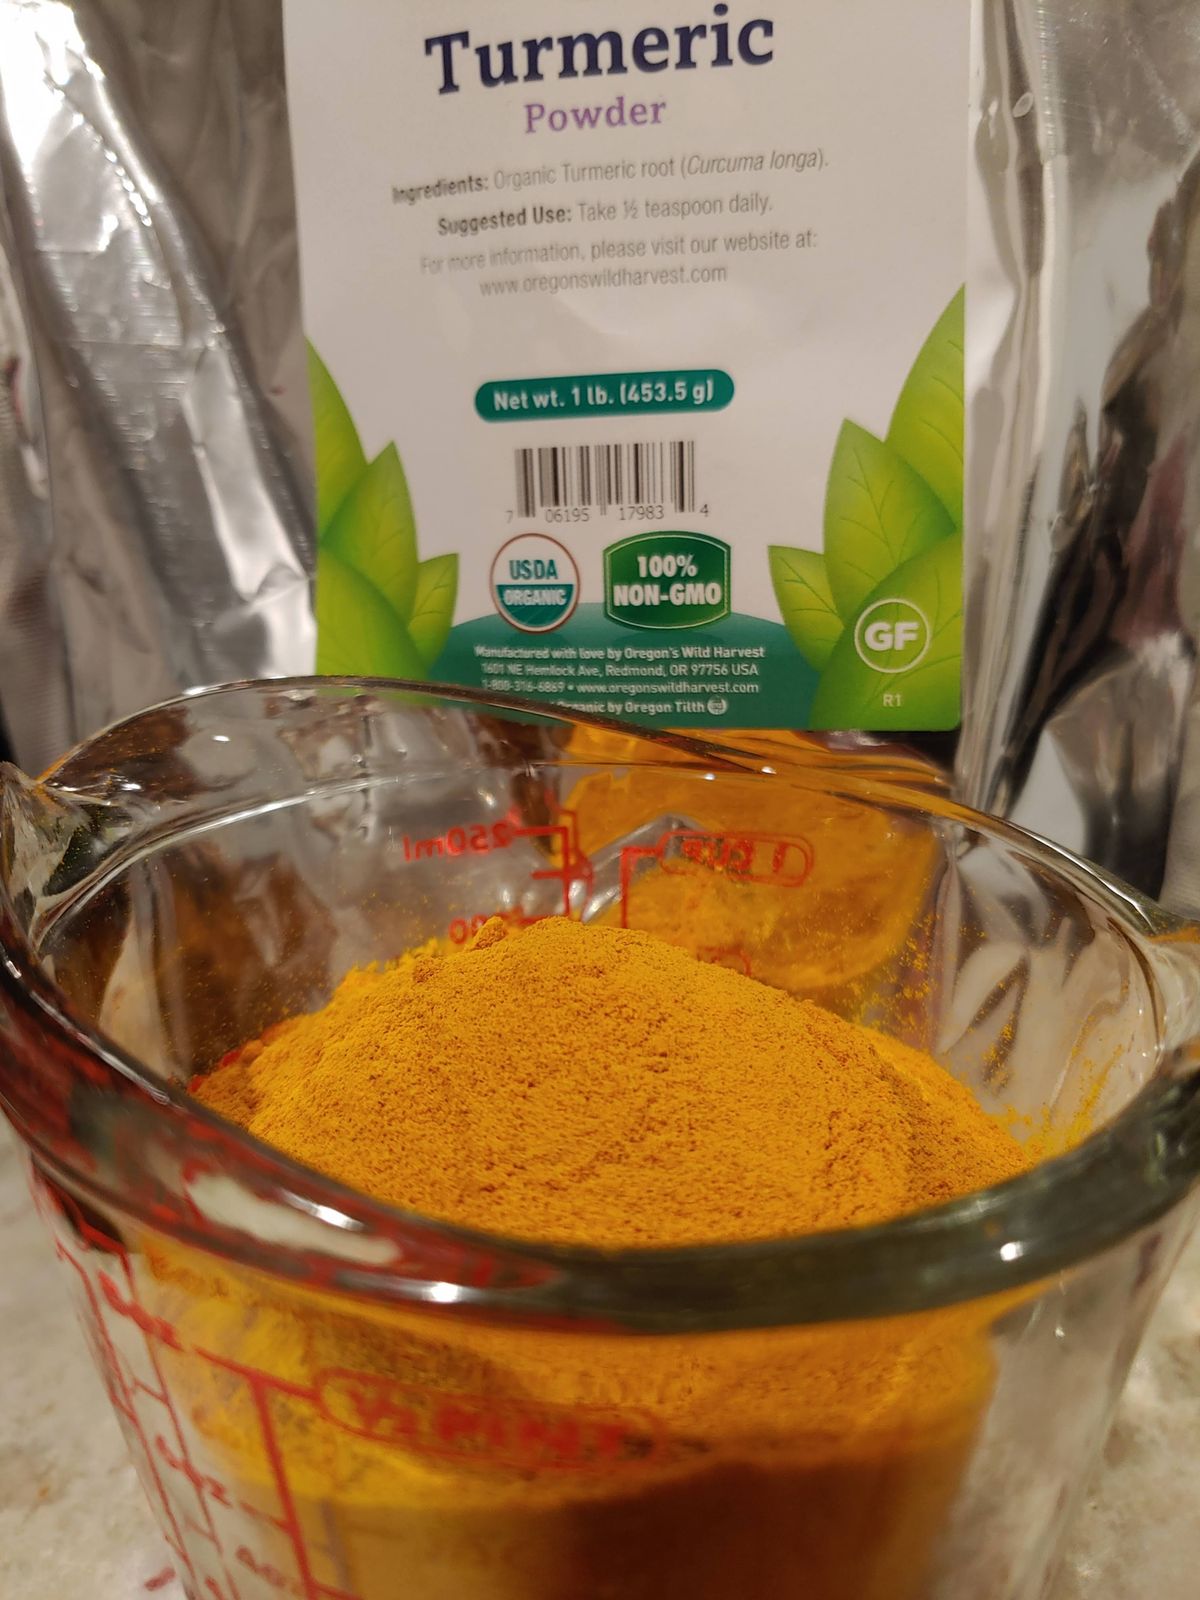 Turmeric
Powder
Ingredients: Organic Turmeric root (Curcuma longa).
Suggested Use: Take ½ teaspoon daily.
For more information, please visit our website at:
www.oregonswildharvest.com
Net wt. 1 lb. (453.5 g)
7 06195 17983 4
USDA
ORGANIC
100%
NON-GMO
GF
Manufactured with love by Oregon's Wild Harvest
1601 NE Hemlock Ave, Redmond, OR 97756 USA
1-800-316-6869 • www.oregonswildharvest.com
Organic by Oregon Tilth
R1
250ml
1 CUP
½ PINT